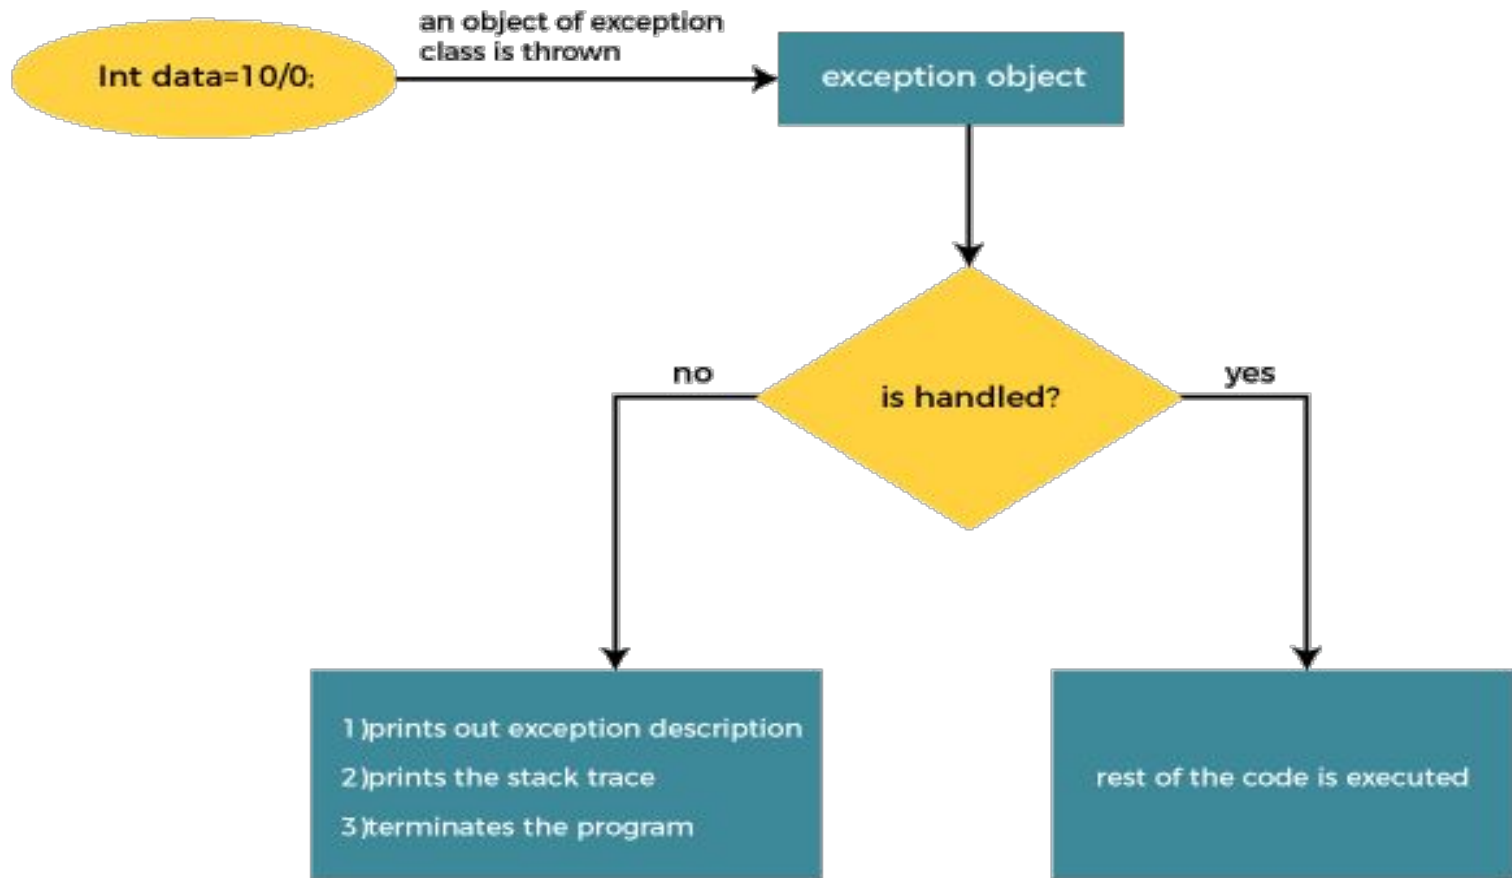 an object of exception
class is thrown
Int data=10/0;
exception object
no
yes
is handled?
1)prints out exception description
2)prints the stack trace
3)terminates the program
rest of the code is executed